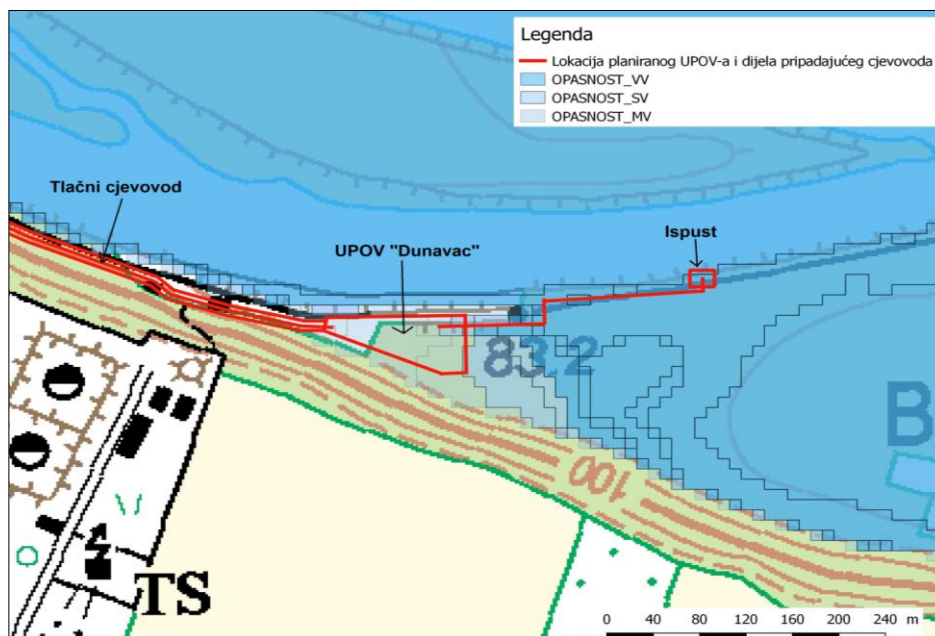 Legenda
Lokacija planiranog UPOV-a i dijela pripadajućeg cjevovoda
OPASNOST_VV
OPASNOST_SV
OPASNOST_MV
Tlačni cjevovod
UPOV "Dunavac"
Ispust
83.2
B
100
TS
0 40 80 120 160 200 240 m